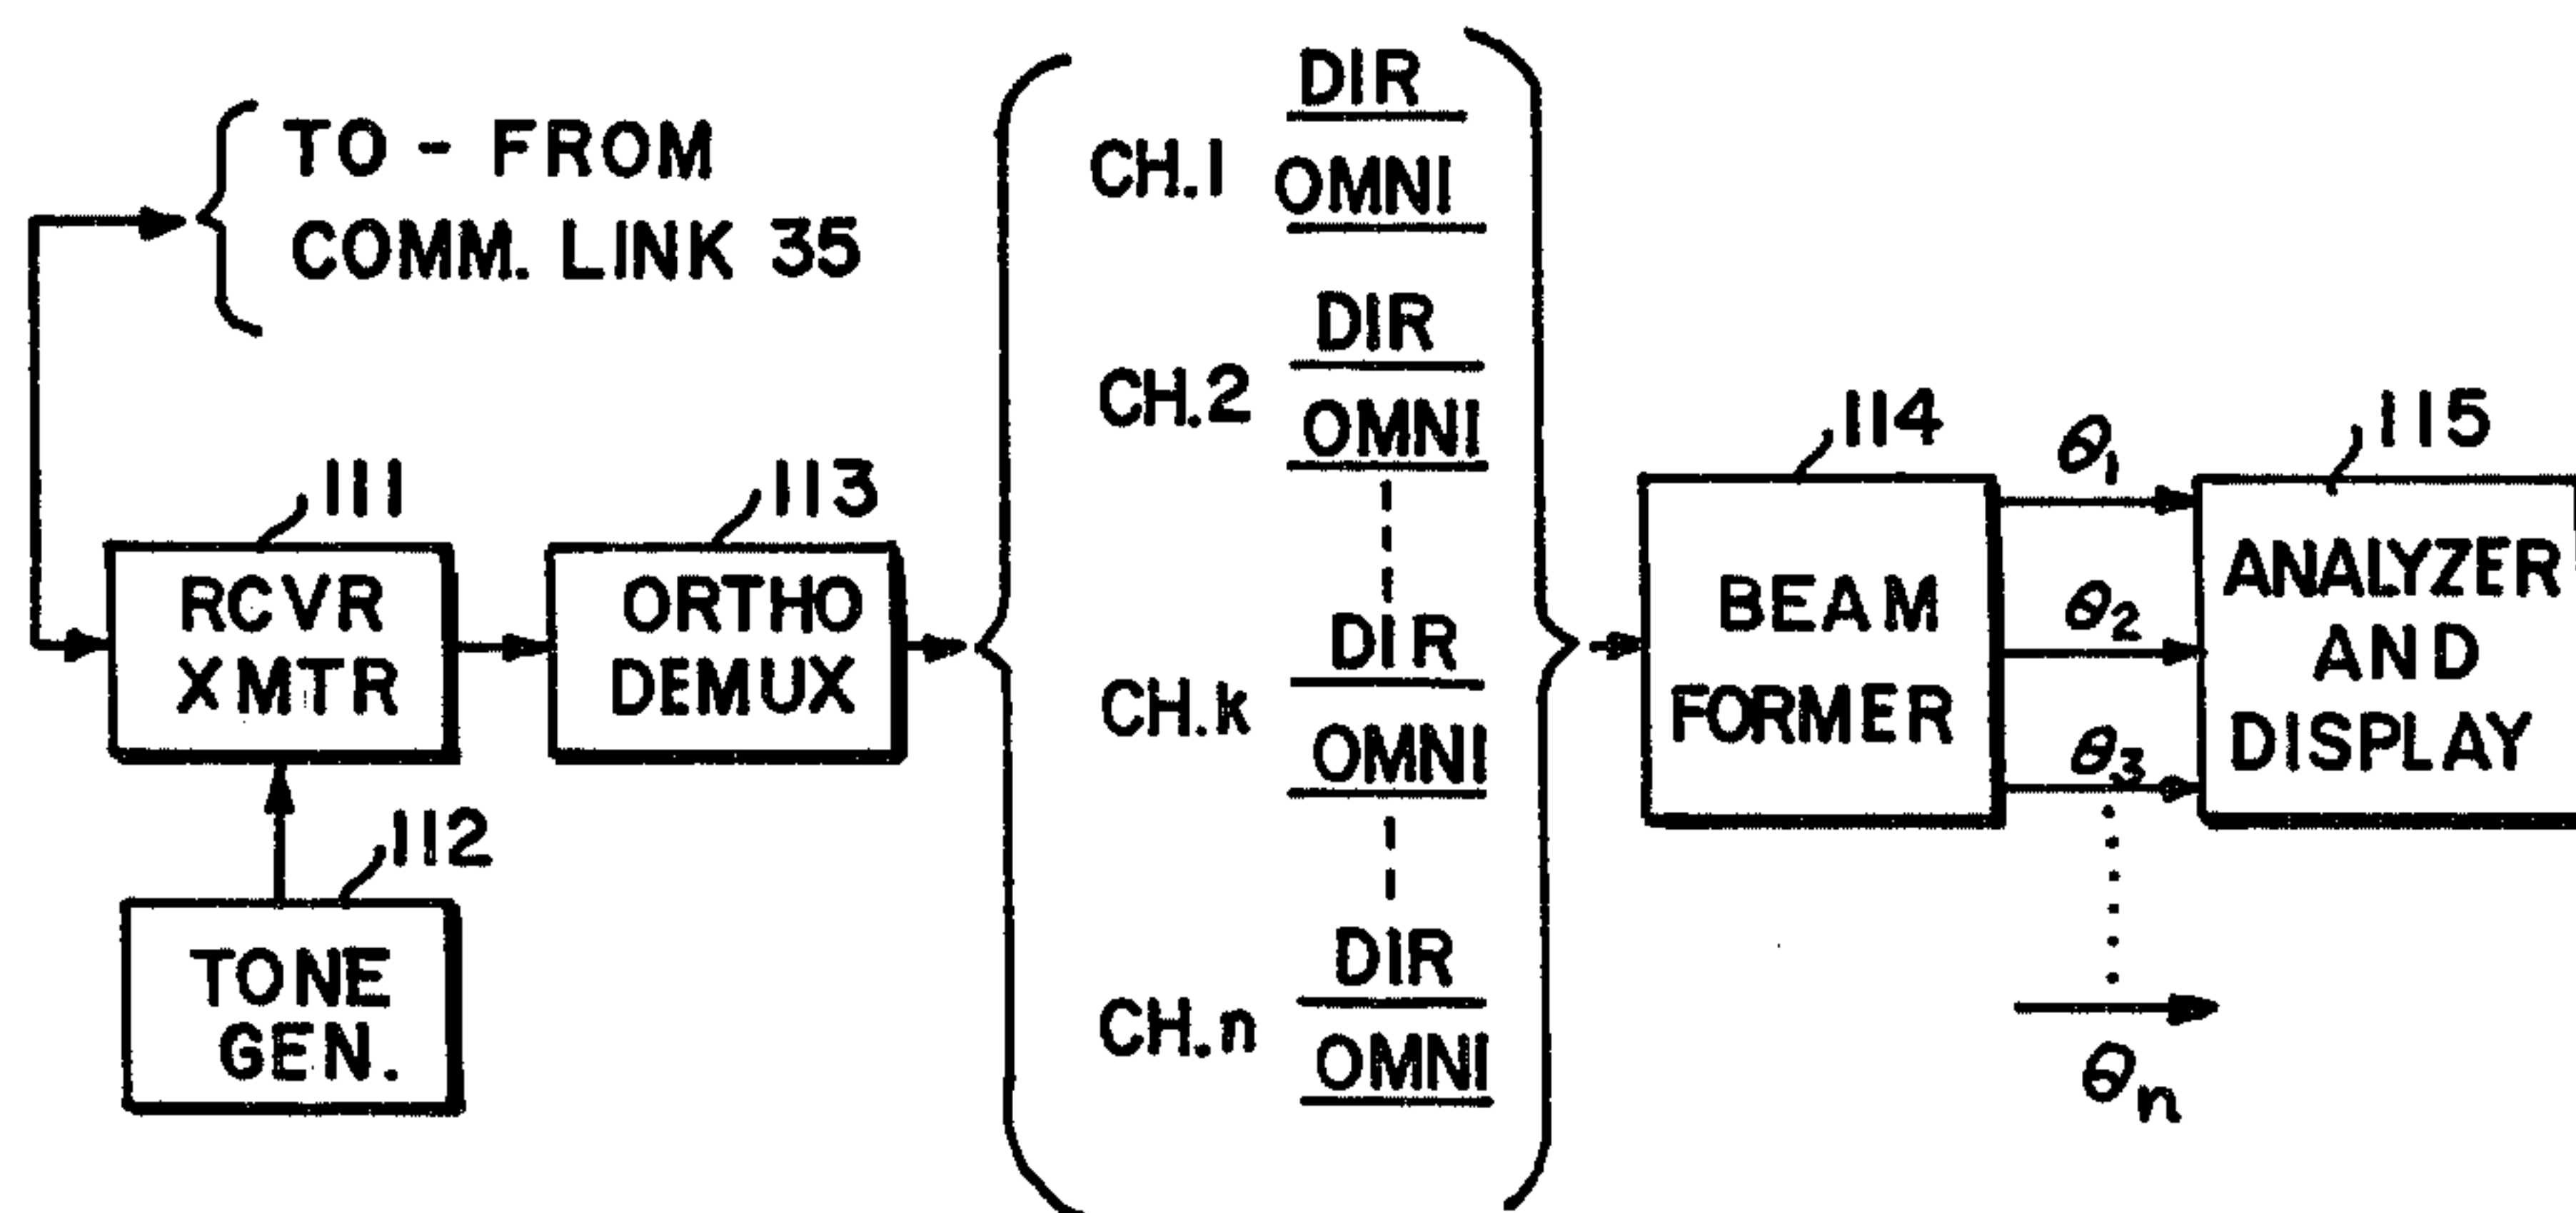 TO - FROM
COMM. LINK 35
111
RCVR
XMTR
112
TONE
GEN.
113
ORTHO
DEMUX
CH.1
DIR
OMNI
CH.2
DIR
OMNI
CH.k
DIR
OMNI
CH.n
DIR
OMNI
114
BEAM
FORMER
θ1
θ2
θ3
θn
115
ANALYZER
AND
DISPLAY